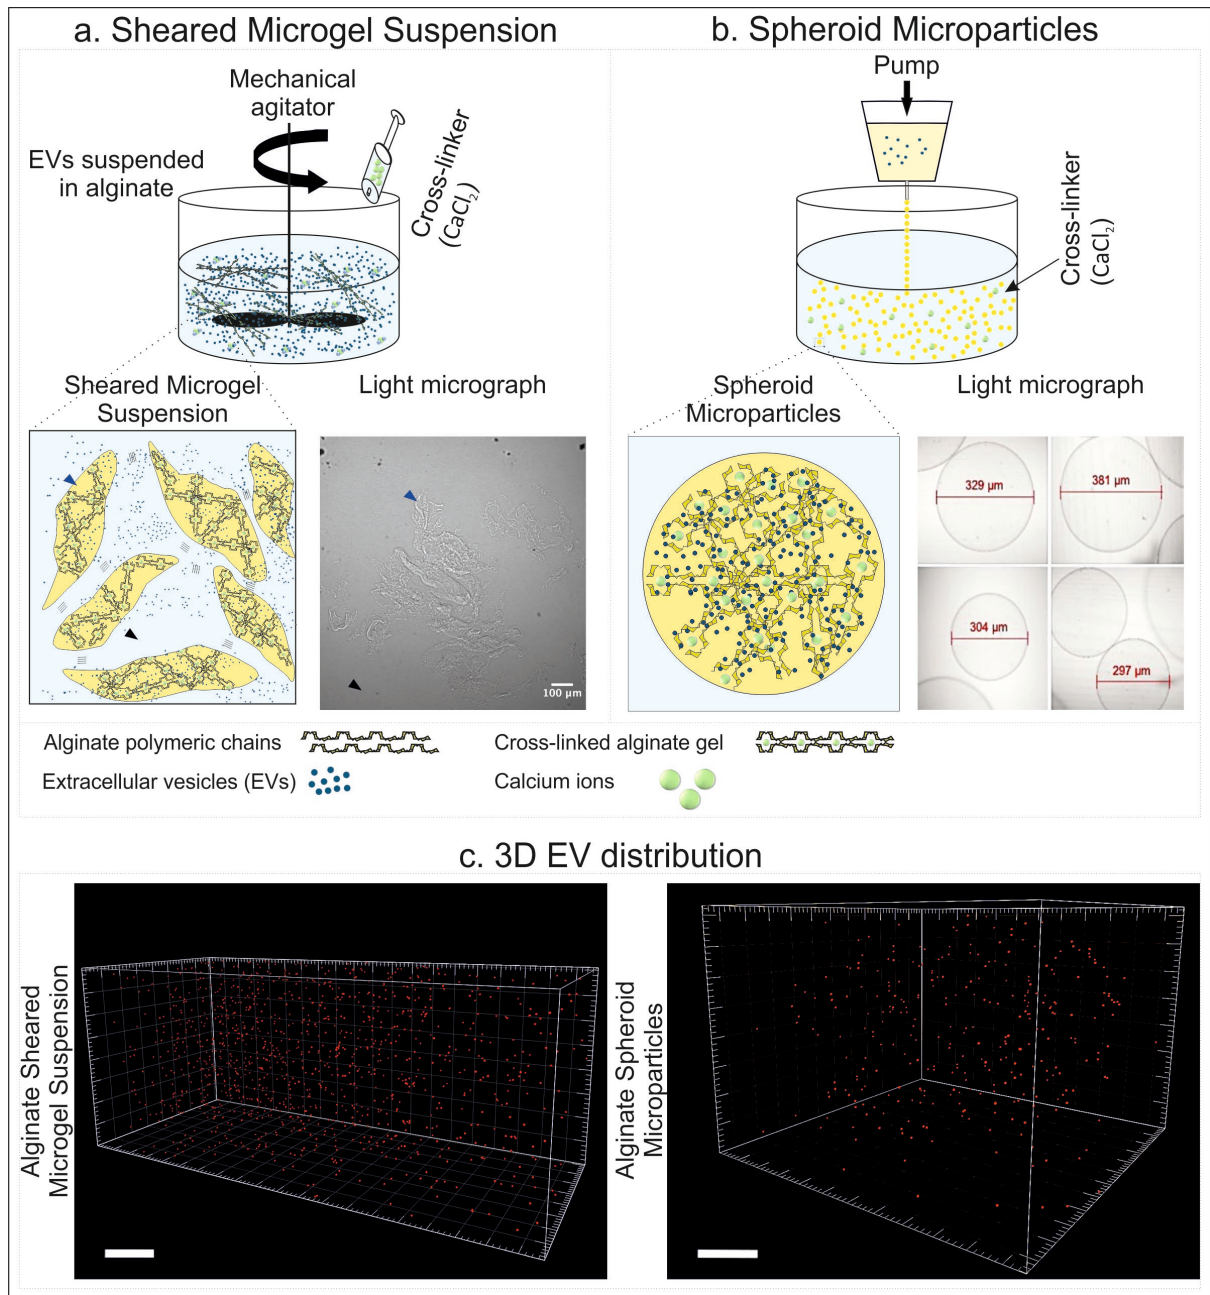 a. Sheared Microgel Suspension
Mechanical
agitator
EVs suspended
in alginate
Cross-linker
(CaCl₂)
Sheared Microgel
Suspension
Light micrograph
100 µm
b. Spheroid Microparticles
Pump
Cross-linker
(CaCl₂)
Spheroid
Microparticles
Light micrograph
329 µm
381 µm
304 µm
297 µm
Alginate polymeric chains
Cross-linked alginate gel
Extracellular vesicles (EVs)
Calcium ions
c. 3D EV distribution
Alginate Sheared
Microgel Suspension
Alginate Spheroid
Microparticles